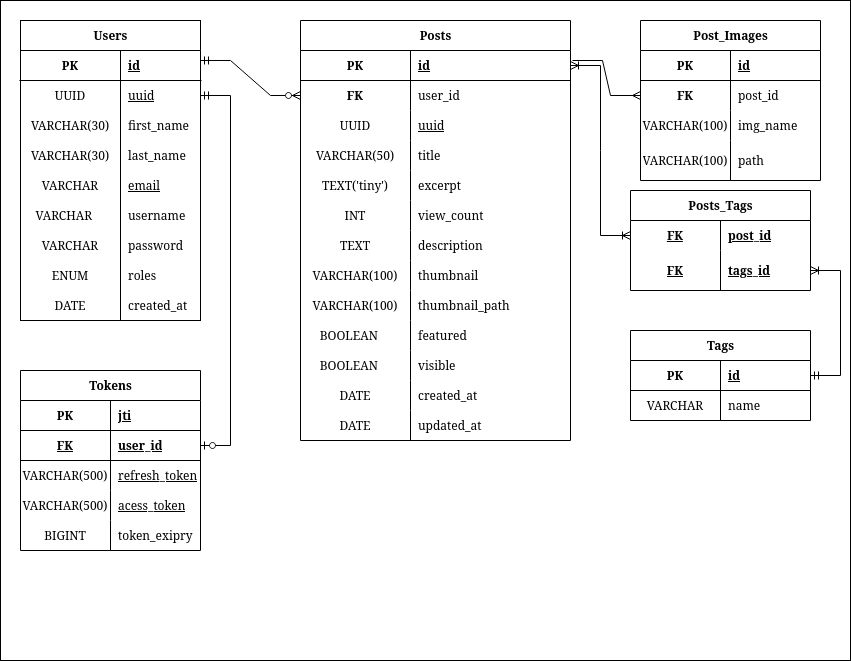 Users
PK id
UUID uuid
VARCHAR(30) first_name
VARCHAR(30) last_name
VARCHAR email
VARCHAR username
VARCHAR password
ENUM roles
DATE created_at
Tokens
PK jti
FK user_id
VARCHAR(500) refresh_token
VARCHAR(500) acess_token
BIGINT token_exipry
Posts
PK id
FK user_id
UUID uuid
VARCHAR(50) title
TEXT('tiny') excerpt
INT view_count
TEXT description
VARCHAR(100) thumbnail
VARCHAR(100) thumbnail_path
BOOLEAN featured
BOOLEAN visible
DATE created_at
DATE updated_at
Post_Images
PK id
FK post_id
VARCHAR(100) img_name
VARCHAR(100) path
Posts_Tags
FK post_id
FK tags_id
Tags
PK id
VARCHAR name